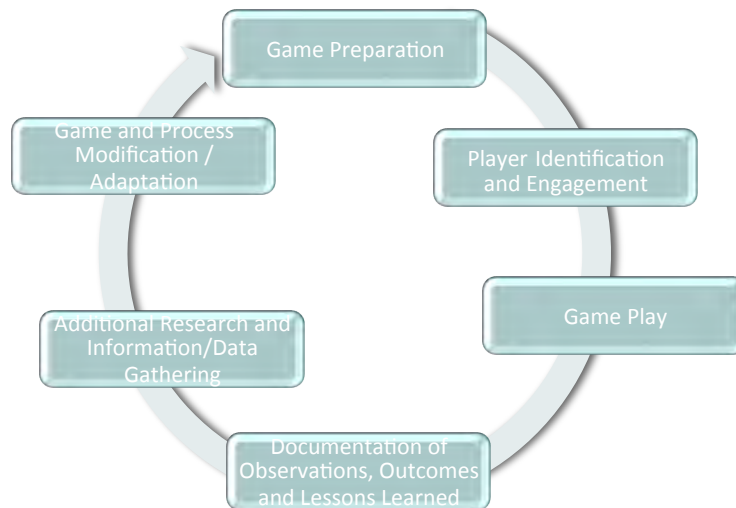 Game Preparation
Player Identification
and Engagement
Game Play
Documentation of
Observations, Outcomes
and Lessons Learned
Additional Research and
Information/Data
Gathering
Game and Process
Modification /
Adaptation